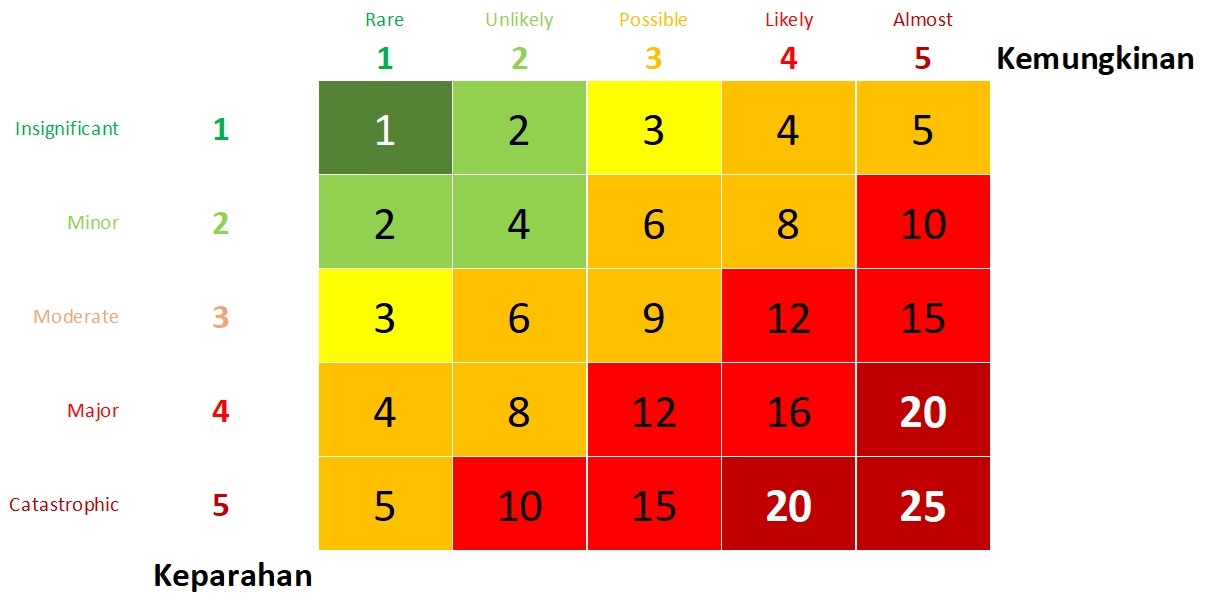 Rare Unlikely Possible Likely Almost
1 2 3 4 5 Kemungkinan
Insignificant 1 1 2 3 4 5
Minor 2 2 4 6 8 10
Moderate 3 3 6 9 12 15
Major 4 4 8 12 16 20
Catastrophic 5 5 10 15 20 25
Keparahan